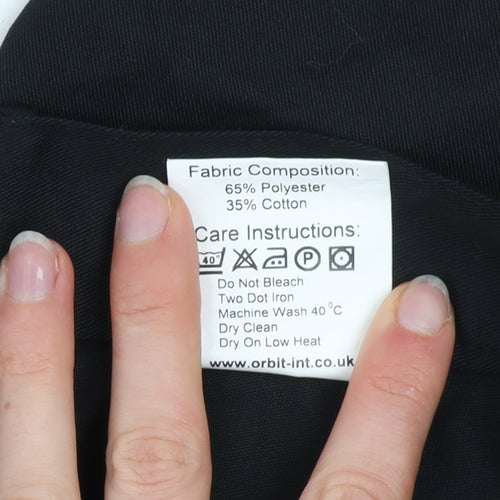 Fabric Composition:
65% Polyester
35% Cotton
Care Instructions:
40° P
Do Not Bleach
Two Dot Iron
Machine Wash 40 °C
Dry Clean
Dry On Low Heat
www.orbit-int.co.uk